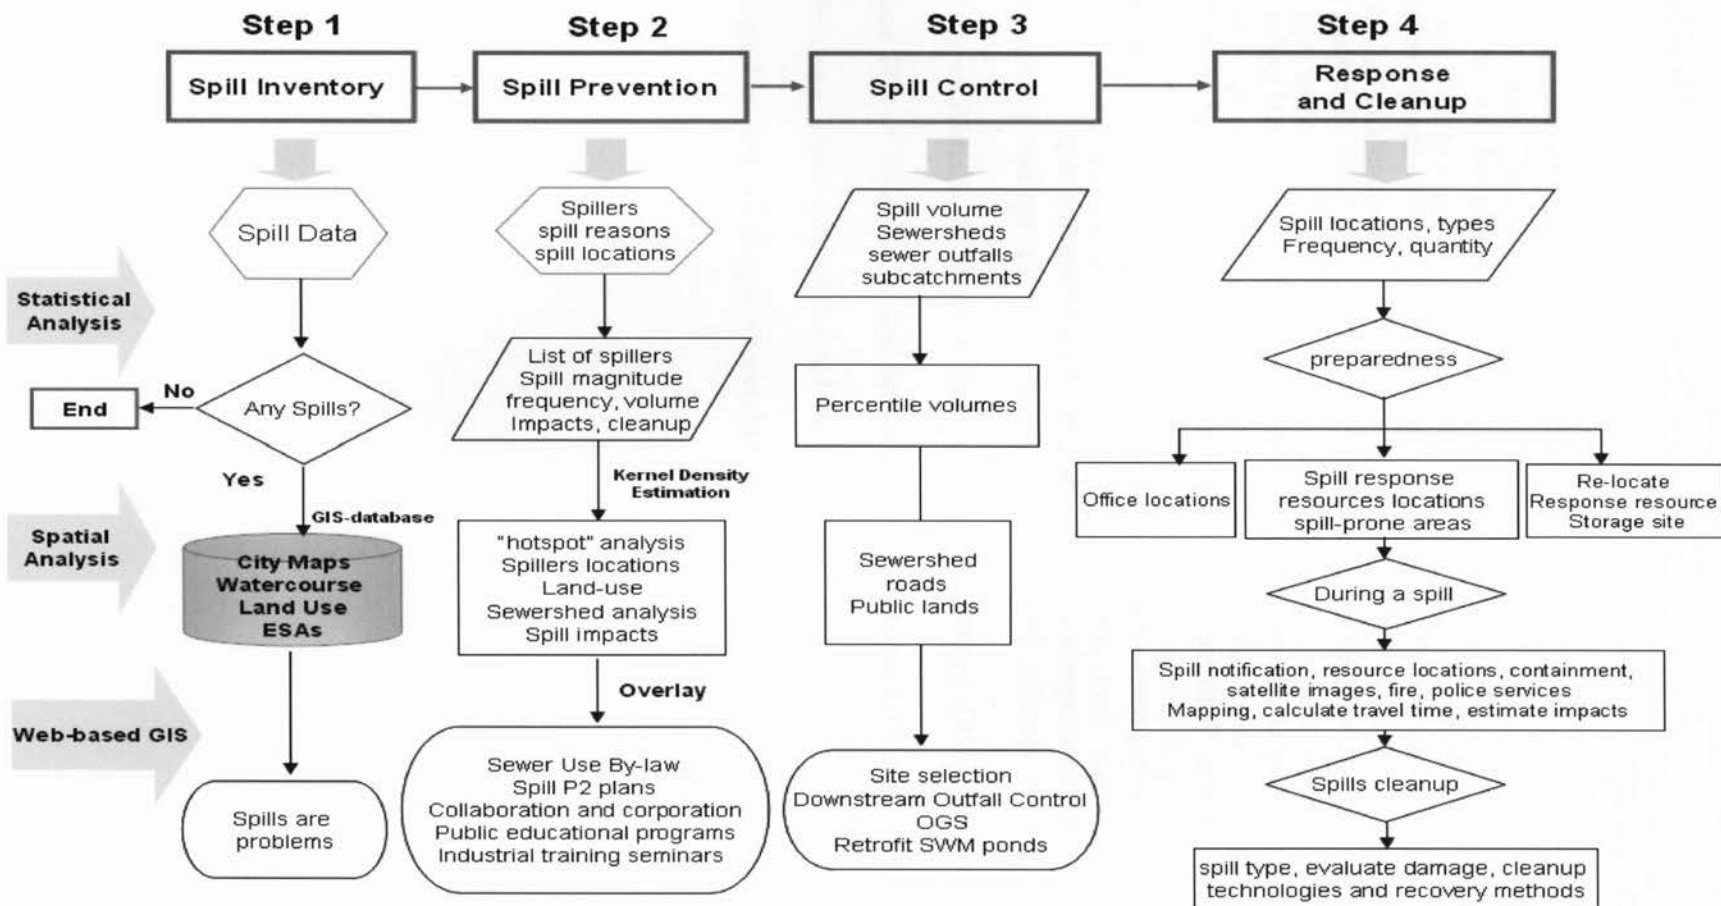 Step 1
Step 2
Step 3
Step 4
Spill Inventory
Spill Prevention
Spill Control
Response
and Cleanup
Statistical
Analysis
Spatial
Analysis
Web-based GIS
Spill Data
Any Spills?
No
End
Yes
GIS-database
City Maps
Watercourse
Land Use
ESAs
Spills are
problems
Spillers
spill reasons
spill locations
List of spillers
Spill magnitude
frequency, volume
Impacts, cleanup
Kernel Density
Estimation
"hotspot" analysis
Spillers locations
Land-use
Sewershed analysis
Spill impacts
Overlay
Sewer Use By-law
Spill P2 plans
Collaboration and corporation
Public educational programs
Industrial training seminars
Spill volume
Sewersheds
sewer outfalls
subcatchments
Percentile volumes
Sewershed
roads
Public lands
Site selection
Downstream Outfall Control
OGS
Retrofit SWM ponds
Spill locations, types
Frequency, quantity
preparedness
Office locations
Spill response
resources locations
spill-prone areas
Re-locate
Response resource
Storage site
During a spill
Spill notification, resource locations, containment,
satellite images, fire, police services
Mapping, calculate travel time, estimate impacts
Spills cleanup
spill type, evaluate damage, cleanup
technologies and recovery methods